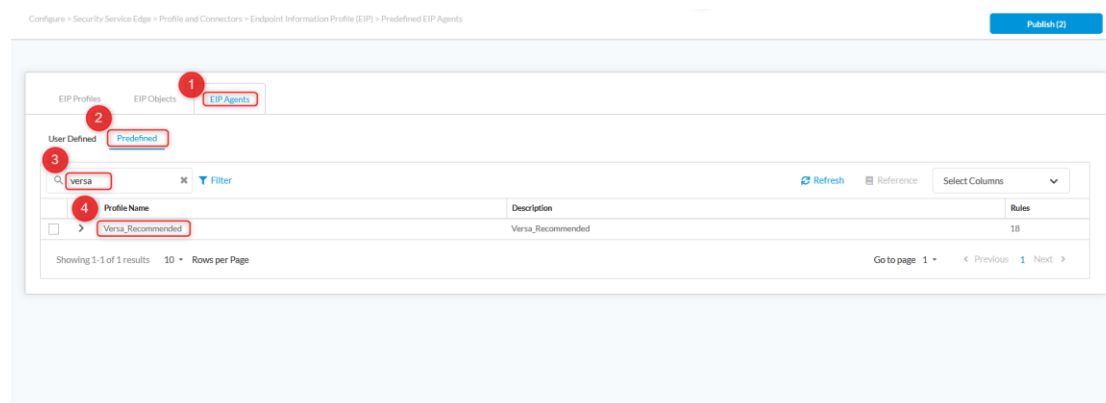 Configure > Security Service Edge > Profile and Connectors > Endpoint Information Profile (EIP) > Predefined EIP Agents
Publish (2)
1
EIP Profiles EIP Objects EIP Agents
2
User Defined Predefined
3
versa Filter Refresh Reference Select Columns
4 Profile Name Description Rules
Versa_Recommended Versa_Recommended 18
Showing 1-1 of 1 results 10 Rows per Page Go to page 1 < Previous 1 Next >